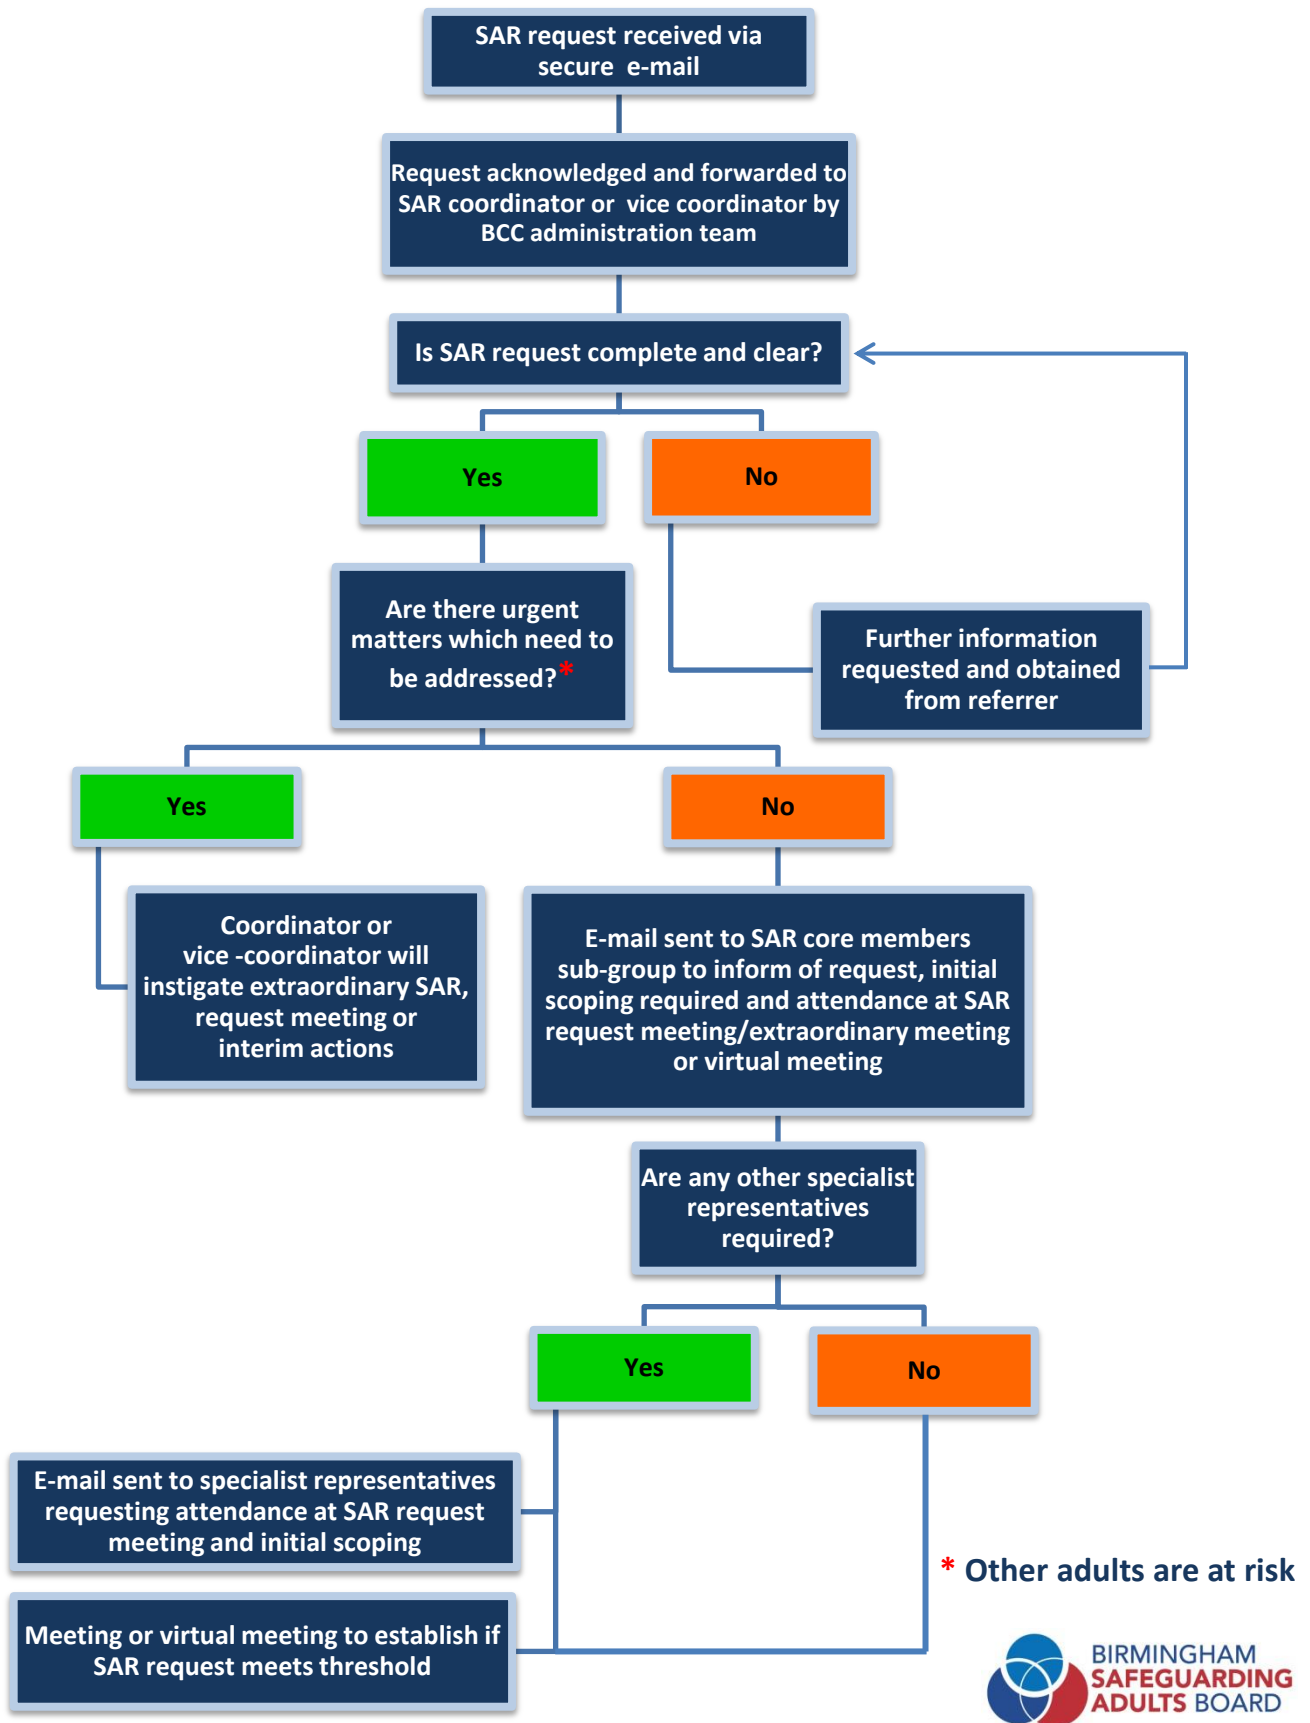 SAR request received via
secure e-mail
Request acknowledged and forwarded to
SAR coordinator or vice coordinator by
BCC administration team
Is SAR request complete and clear?
Yes
No
Are there urgent
matters which need to
be addressed?*
Further information
requested and obtained
from referrer
Yes
No
Coordinator or
vice -coordinator will
instigate extraordinary SAR,
request meeting or
interim actions
E-mail sent to SAR core members
sub-group to inform of request, initial
scoping required and attendance at SAR
request meeting/extraordinary meeting
or virtual meeting
Are any other specialist
representatives
required?
Yes
No
E-mail sent to specialist representatives
requesting attendance at SAR request
meeting and initial scoping
* Other adults are at risk
Meeting or virtual meeting to establish if
SAR request meets threshold
BIRMINGHAM
SAFEGUARDING
ADULTS BOARD